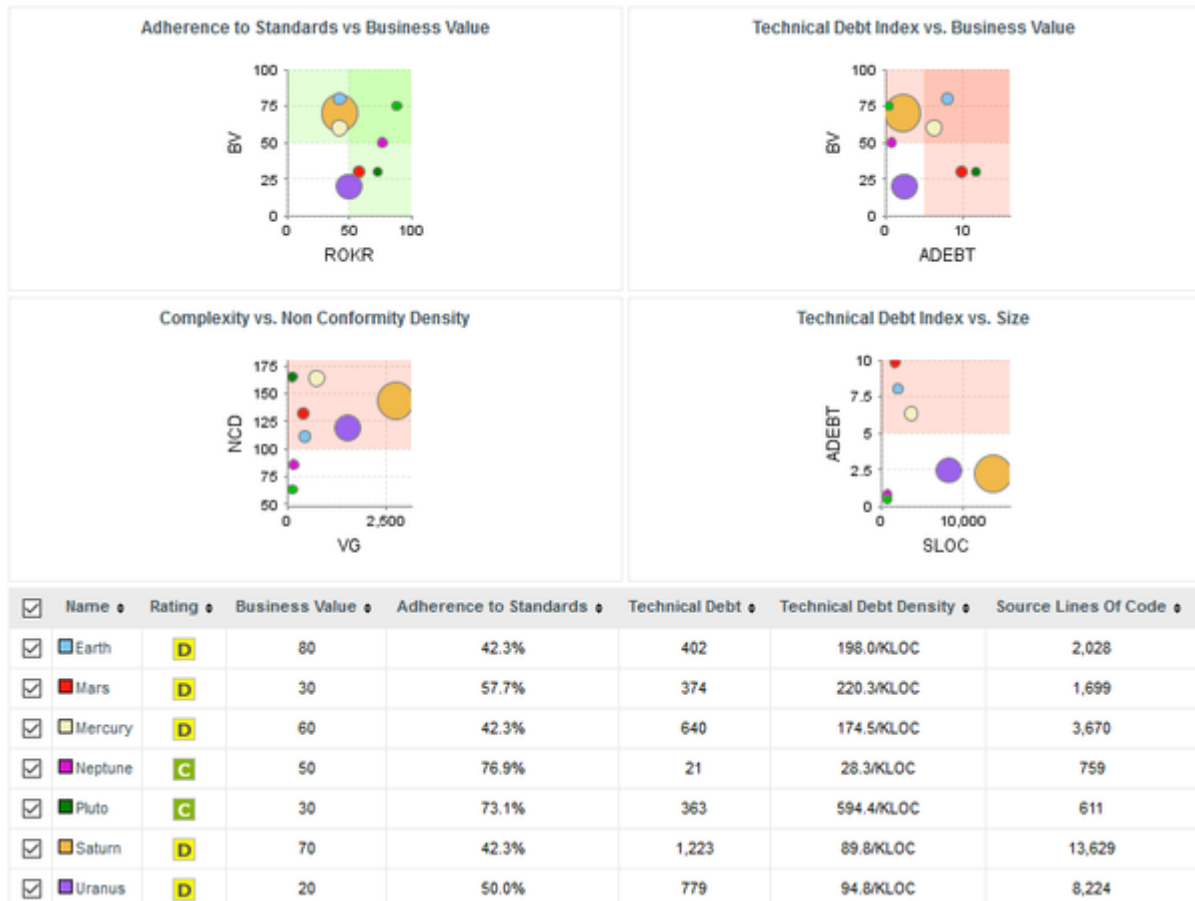 Adherence to Standards vs Business Value
100
75
50
25
0
BV
0 50 100
ROKR
Technical Debt Index vs. Business Value
100
75
50
25
0
BV
0 10
ADEBT
Complexity vs. Non Conformity Density
175
150
125
100
75
50
NCD
0 2,500
VG
Technical Debt Index vs. Size
10
7.5
5
2.5
0
ADEBT
0 10,000
SLOC
Name Rating Business Value Adherence to Standards Technical Debt Technical Debt Density Source Lines Of Code
Earth D 80 42.3% 402 198.0/KLOC 2,028
Mars D 30 57.7% 374 220.3/KLOC 1,699
Mercury D 60 42.3% 640 174.5/KLOC 3,670
Neptune C 50 76.9% 21 28.3/KLOC 759
Pluto C 30 73.1% 363 594.4/KLOC 611
Saturn D 70 42.3% 1,223 89.8/KLOC 13,629
Uranus D 20 50.0% 779 94.8/KLOC 8,224